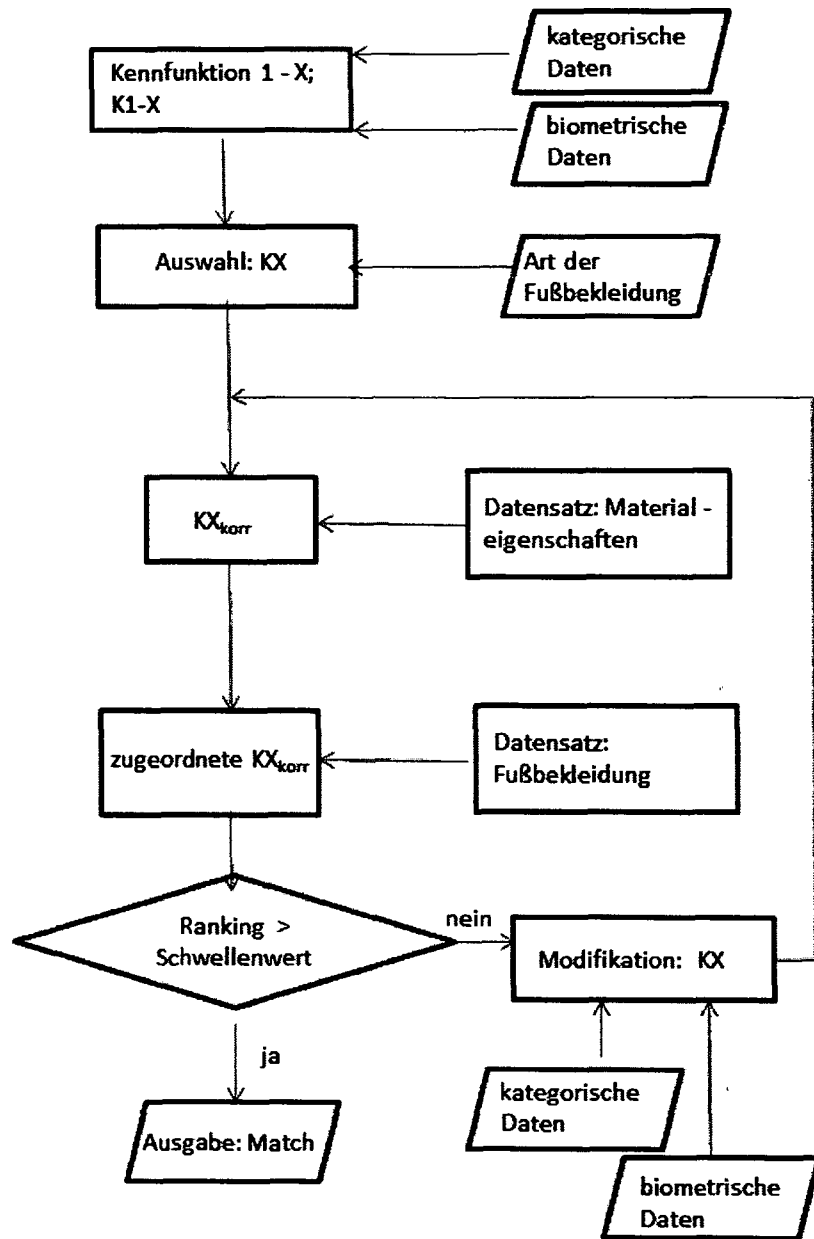 kategorische
Daten
Kennfunktion 1 - X;
K1-X
biometrische
Daten
Auswahl: KX
Art der
Fußbekleidung
KXkorr
Datensatz: Material -
eigenschaften
zugeordnete KXkorr
Datensatz:
Fußbekleidung
Ranking >
Schwellenwert
nein
Modifikation: KX
ja
kategorische
Daten
Ausgabe: Match
biometrische
Daten